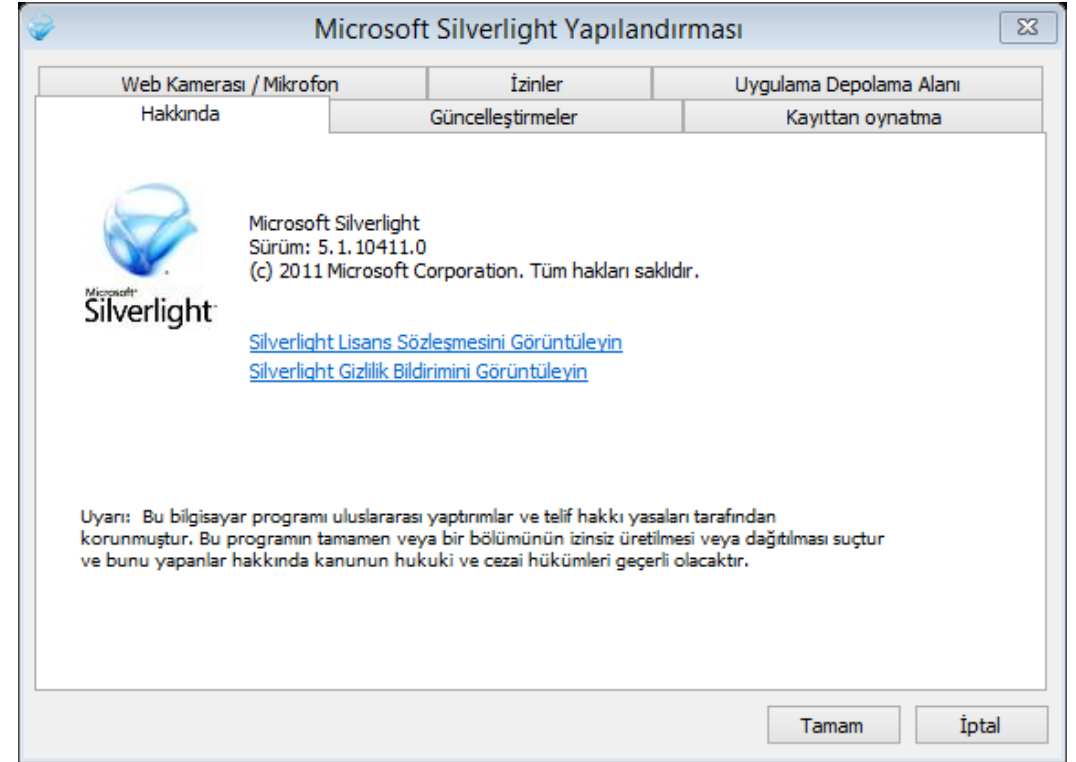 Microsoft Silverlight Yapılandırması
Web Kamerası / Mikrofon İzinler Uygulama Depolama Alanı
Hakkında Güncelleştirmeler Kayıttan oynatma
Microsoft Silverlight
Sürüm: 5.1.10411.0
(c) 2011 Microsoft Corporation. Tüm hakları saklıdır.
Microsoft
Silverlight
Silverlight Lisans Sözleşmesini Görüntüleyin
Silverlight Gizlilik Bildirimini Görüntüleyin
Uyarı: Bu bilgisayar programı uluslararası yaptırımlar ve telif hakkı yasaları tarafından
korunmuştur. Bu programın tamamen veya bir bölümünün izinsiz üretilmesi veya dağıtılması suçtur
ve bunu yapanlar hakkında kanunun hukuki ve cezai hükümleri geçerli olacaktır.
Tamam İptal